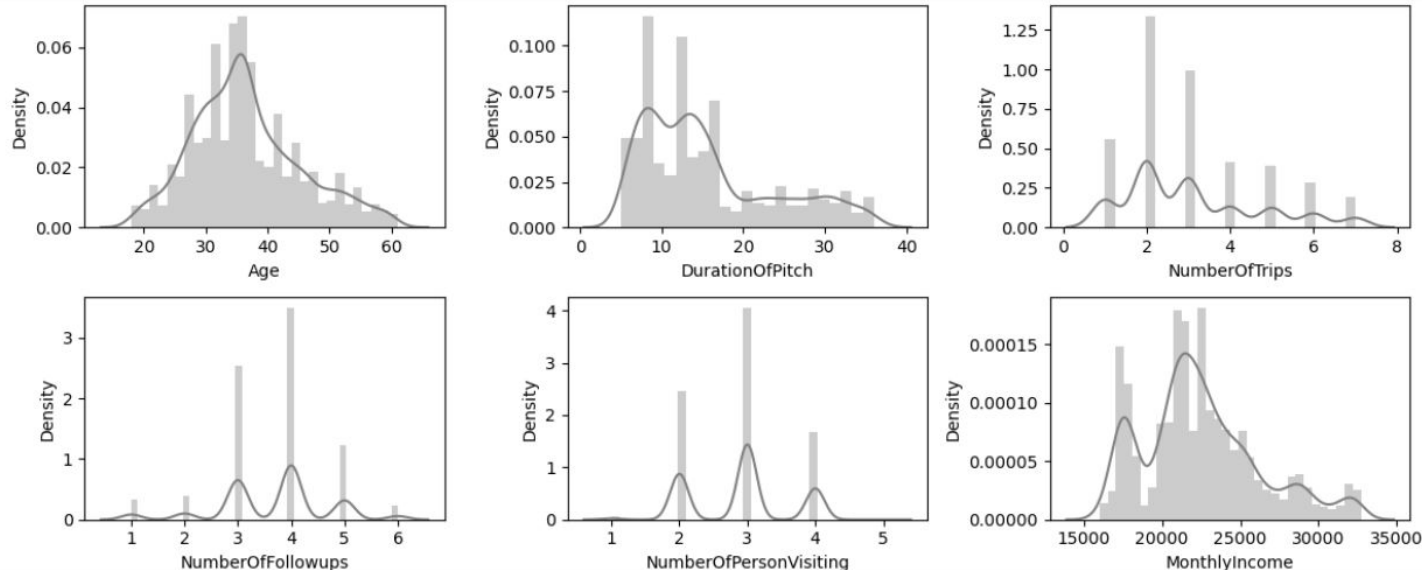 Density
0.06
0.04
0.02
0.00
20 30 40 50 60
Age
Density
0.100
0.075
0.050
0.025
0.000
0 10 20 30 40
DurationOfPitch
Density
1.25
1.00
0.75
0.50
0.25
0.00
0 2 4 6 8
NumberOfTrips
Density
3
2
1
0
1 2 3 4 5 6
NumberOfFollowups
Density
4
3
2
1
0
1 2 3 4 5
NumberOfPersonVisiting
Density
0.00015
0.00010
0.00005
0.00000
15000 20000 25000 30000 35000
MonthlyIncome